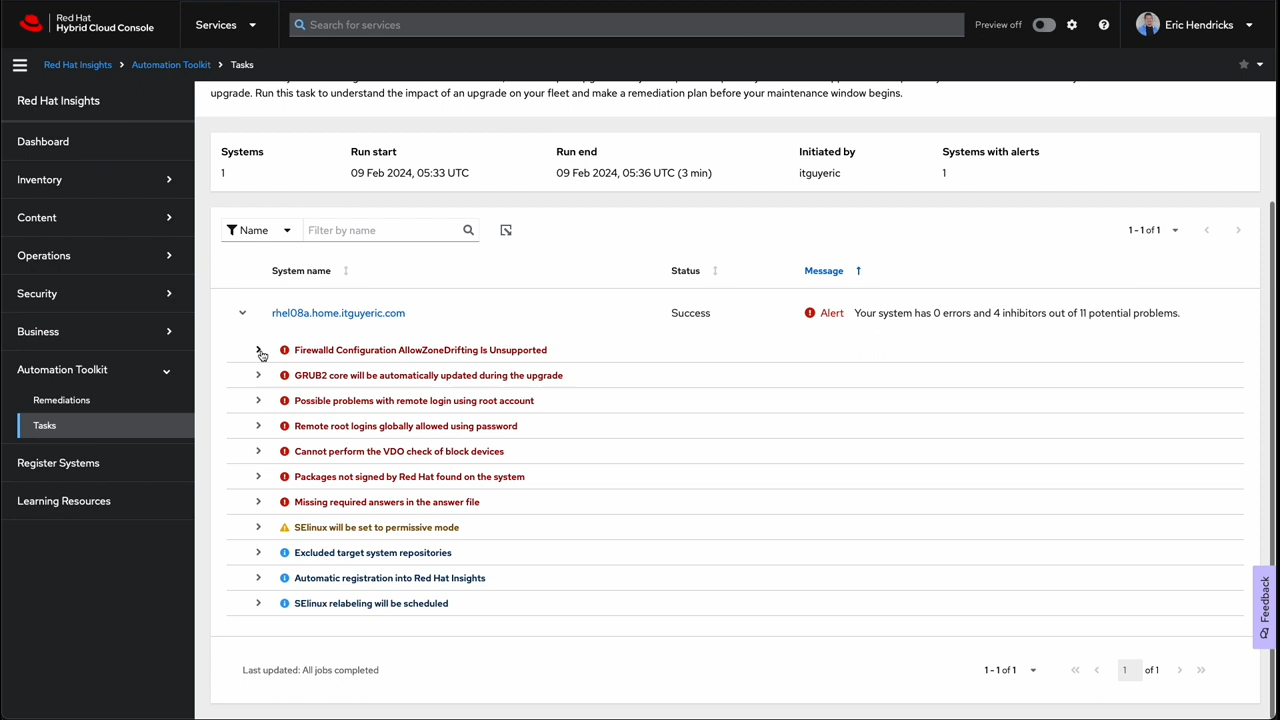 Red Hat
Hybrid Cloud Console
Services
Search for services
Preview off
Eric Hendricks
Red Hat Insights > Automation Toolkit > Tasks
Red Hat Insights
Dashboard
Inventory
Content
Operations
Security
Business
Automation Toolkit
Remediations
Tasks
Register Systems
Learning Resources
upgrade. Run this task to understand the impact of an upgrade on your fleet and make a remediation plan before your maintenance window begins.
Systems Run start Run end Initiated by Systems with alerts
1 09 Feb 2024, 05:33 UTC 09 Feb 2024, 05:36 UTC (3 min) itguyeric 1
Name Filter by name 1 - 1 of 1
System name Status Message
rhel08a.home.itguyeric.com Success Alert Your system has 0 errors and 4 inhibitors out of 11 potential problems.
Firewalld Configuration AllowZoneDrifting Is Unsupported
GRUB2 core will be automatically updated during the upgrade
Possible problems with remote login using root account
Remote root logins globally allowed using password
Cannot perform the VDO check of block devices
Packages not signed by Red Hat found on the system
Missing required answers in the answer file
SElinux will be set to permissive mode
Excluded target system repositories
Automatic registration into Red Hat Insights
SElinux relabeling will be scheduled
Last updated: All jobs completed 1 - 1 of 1 1 of 1
Feedback